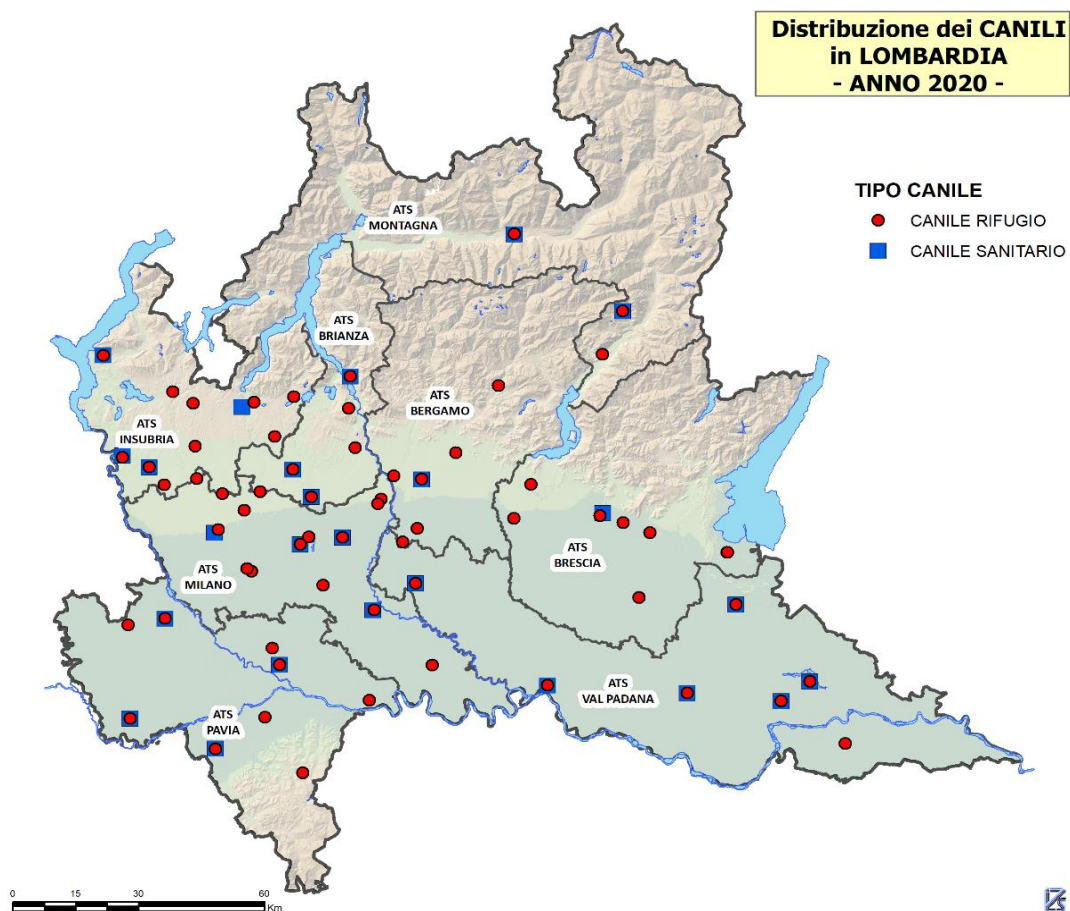 Distribuzione dei CANILI
in LOMBARDIA
- ANNO 2020 -
TIPO CANILE
CANILE RIFUGIO
CANILE SANITARIO
ATS
MONTAGNA
ATS
BRIANZA
ATS
BERGAMO
ATS
INSUBRIA
ATS
BRESCIA
ATS
MILANO
ATS
VAL PADANA
ATS
PAVIA
0 15 30 60
Km